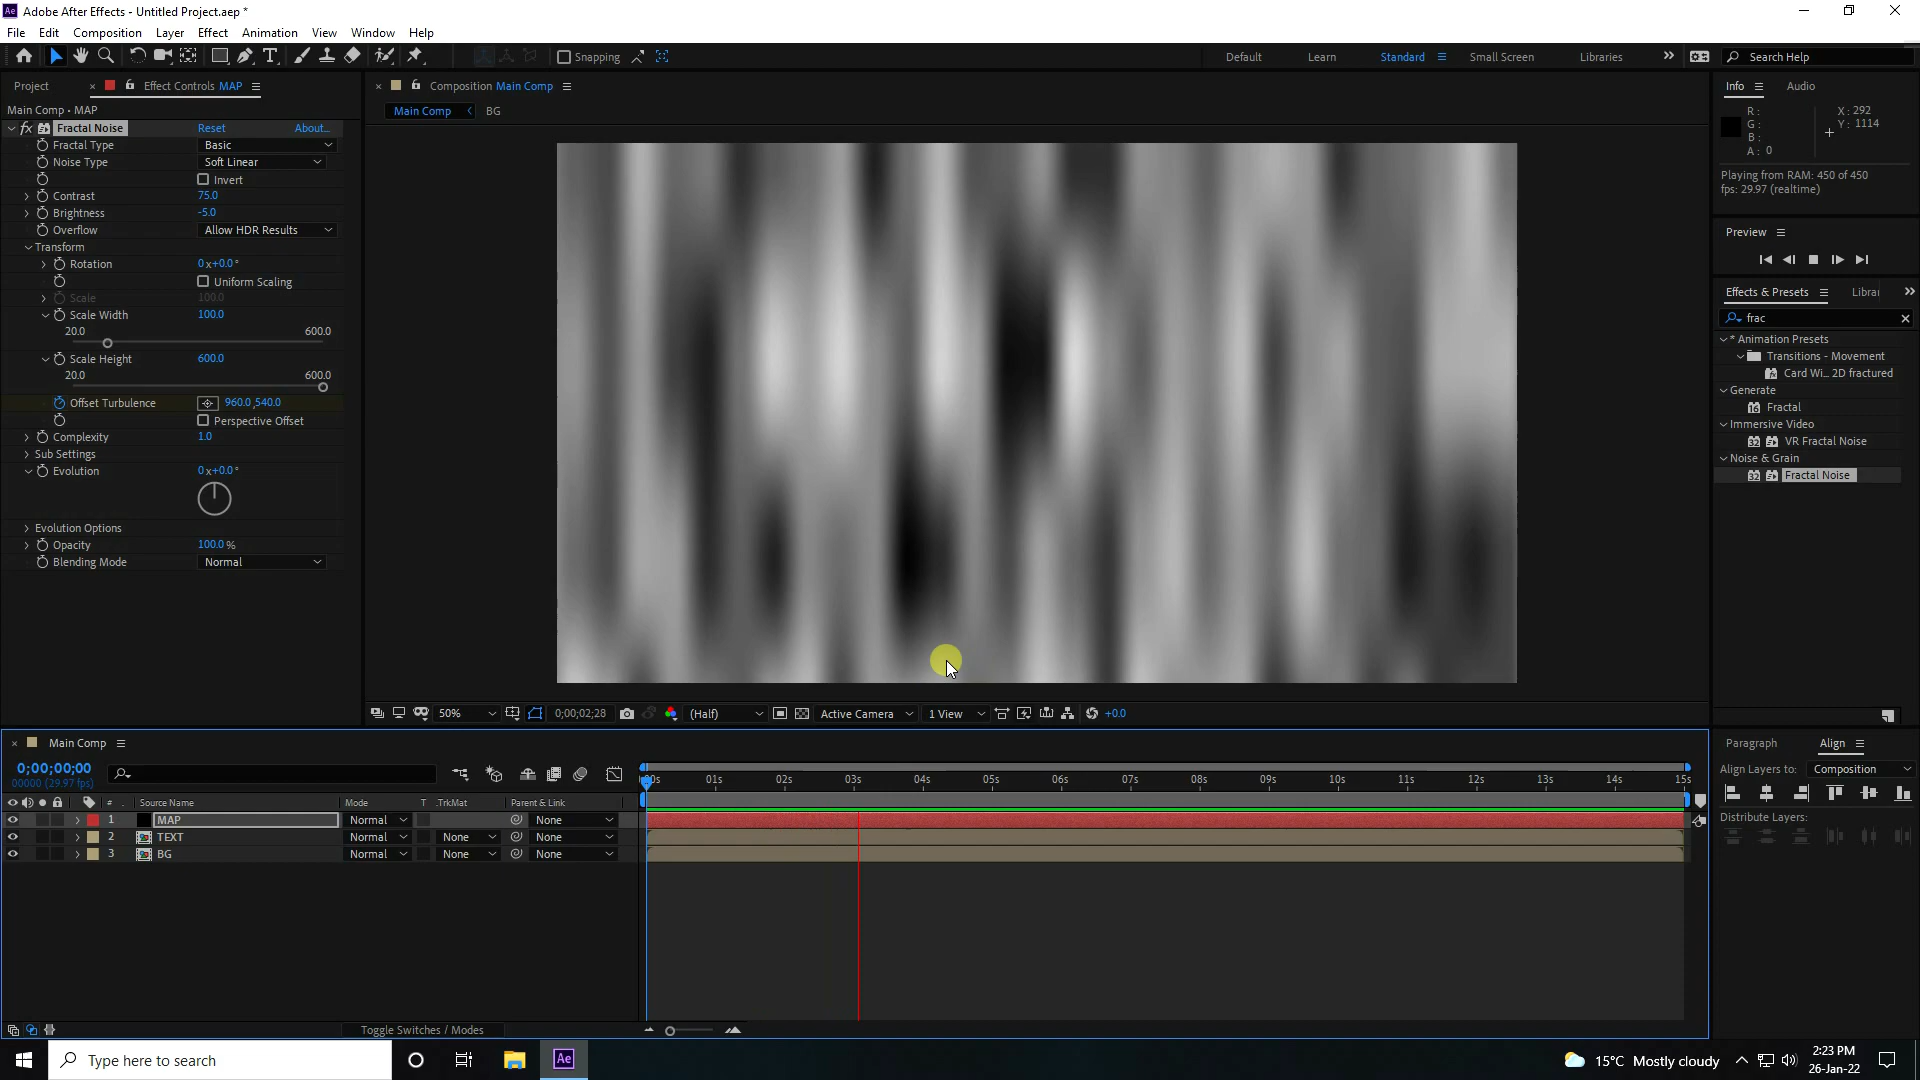 Adobe After Effects - Untitled Project.aep *
File Edit Composition Layer Effect Animation View Window Help
Snapping Default Learn Standard Small Screen Libraries Search Help
Project Effect Controls MAP
Main Comp • MAP
fx Fractal Noise Reset About...
Fractal Type Basic
Noise Type Soft Linear
Invert
Contrast 75.0
Brightness -5.0
Overflow Allow HDR Results
Transform
Rotation 0x+0.0°
Uniform Scaling
Scale 100.0
Scale Width 100.0
20.0 600.0
Scale Height 600.0
20.0 600.0
Offset Turbulence 960.0,540.0
Perspective Offset
Complexity 1.0
Sub Settings
Evolution 0x+0.0°
Evolution Options
Opacity 100.0 %
Blending Mode Normal
Composition Main Comp
Main Comp BG
50% 0;00;02;28 (Half) Active Camera 1 View +0.0
Info Audio
R: X: 292
G: Y: 1114
B:
A: 0
Playing from RAM: 450 of 450
fps: 29.97 (realtime)
Preview
Effects & Presets Librar
frac
* Animation Presets
Transitions - Movement
Card Wi... 2D fractured
Generate
Fractal
Immersive Video
VR Fractal Noise
Noise & Grain
Fractal Noise
Main Comp
0;00;00;00
00000 (29.97 fps)
# Source Name Mode T .TrkMat Parent & Link
1 MAP Normal None
2 TEXT Normal None None
3 BG Normal None None
:00s 01s 02s 03s 04s 05s 06s 07s 08s 09s 10s 11s 12s 13s 14s 15s
Toggle Switches / Modes
Paragraph Align
Align Layers to: Composition
Distribute Layers:
Type here to search
Ae
15°C Mostly cloudy
2:23 PM
26-Jan-22